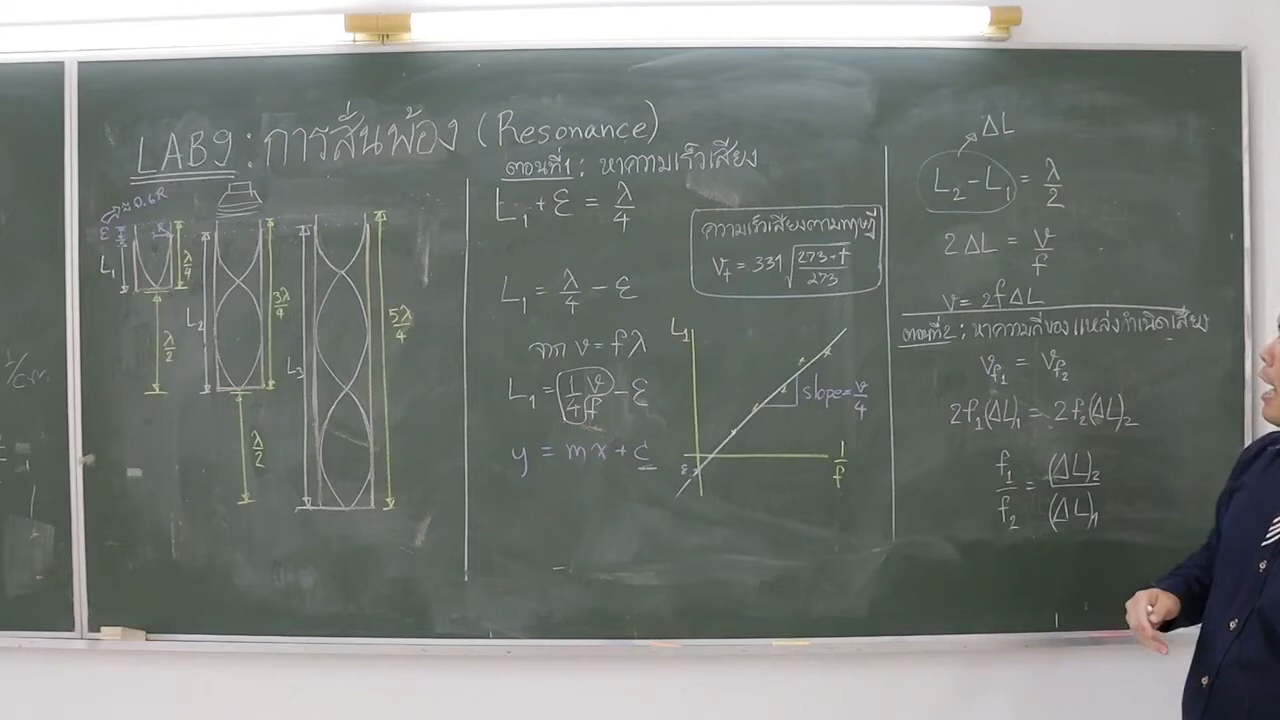 LAB9: การสั่นพ้อง (Resonance)
ε ≈ 0.6R
ε
R
L₁
λ/4
λ/2
L₂
3λ/4
λ/2
L₃
5λ/4
ตอนที่1: หาความเร็วเสียง
L₁ + ε = λ/4
L₁ = λ/4 - ε
จาก v = fλ
L₁ = 1/4 v/f - ε
y = mx + c
ความเร็วเสียงตามทฤษฎี
vₜ = 331 √((273+t)/273)
L₁
slope = v/4
ε
1/f
ΔL
L₂ - L₁ = λ/2
2ΔL = v/f
v = 2fΔL
ตอนที่2: หาความถี่ของแหล่งกำเนิดเสียง
v_f₁ = v_f₂
2f₁(ΔL)₁ = 2f₂(ΔL)₂
f₁/f₂ = (ΔL)₂/(ΔL)₁
/cm